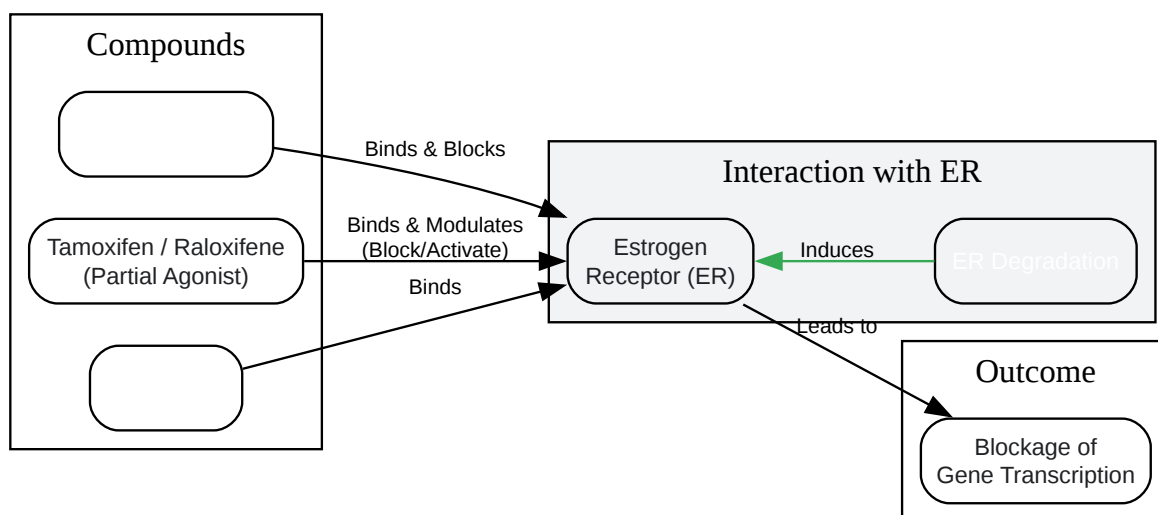 Compounds
Binds & Blocks
Interaction with ER
Tamoxifen / Raloxifene
(Partial Agonist)
Binds & Modulates
(Block/Activate)
Estrogen
Receptor (ER)
Induces
ER Degradation
Binds
Leads to
Outcome
Blockage of
Gene Transcription